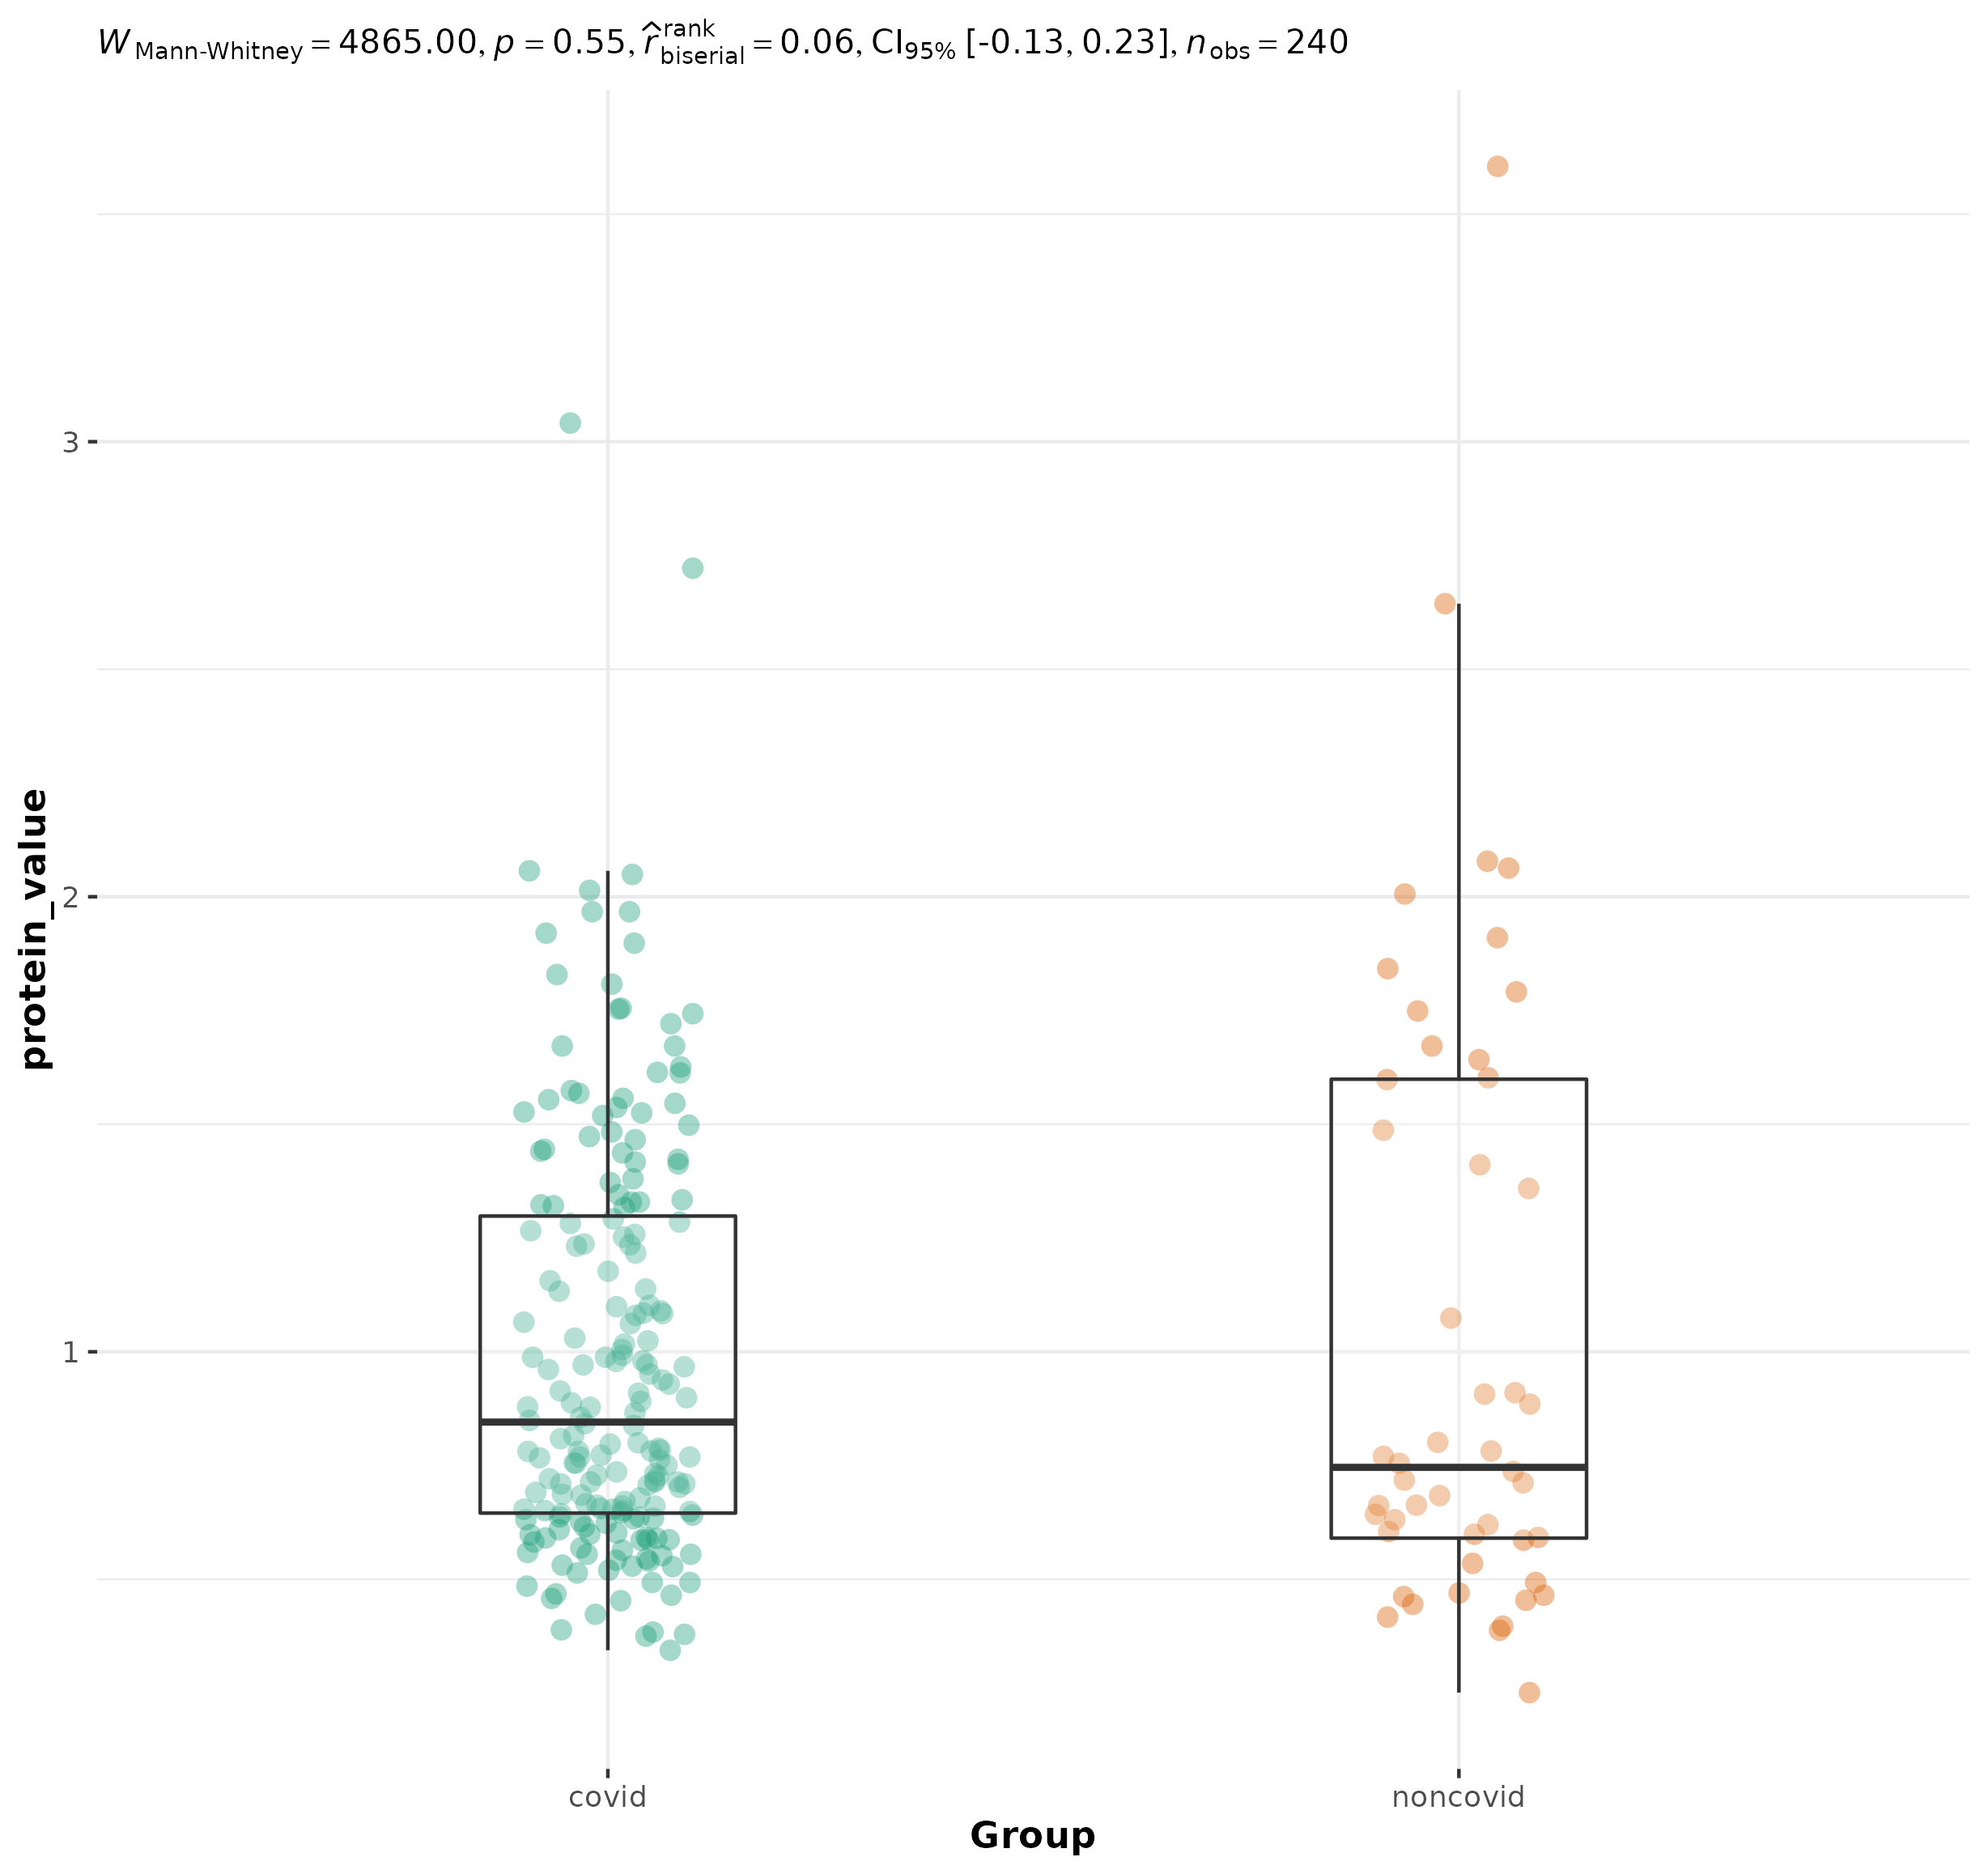 W Mann-Whitney = 4865.00, p = 0.55, r̂ rank biserial = 0.06, CI95% [-0.13, 0.23], nobs = 240
protein_value
3
2
1
covid noncovid
Group